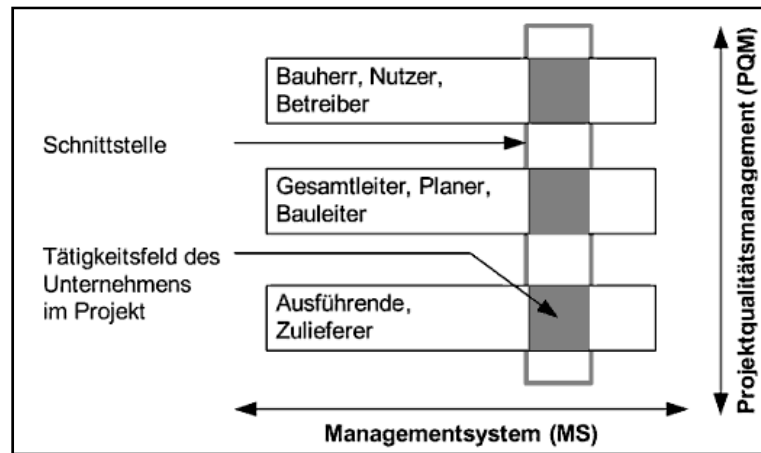 Bauherr, Nutzer,
Betreiber
Schnittstelle
Gesamtleiter, Planer,
Bauleiter
Tätigkeitsfeld des
Unternehmens
im Projekt
Ausführende,
Zulieferer
Managementsystem (MS)
Projektqualitätsmanagement (PQM)